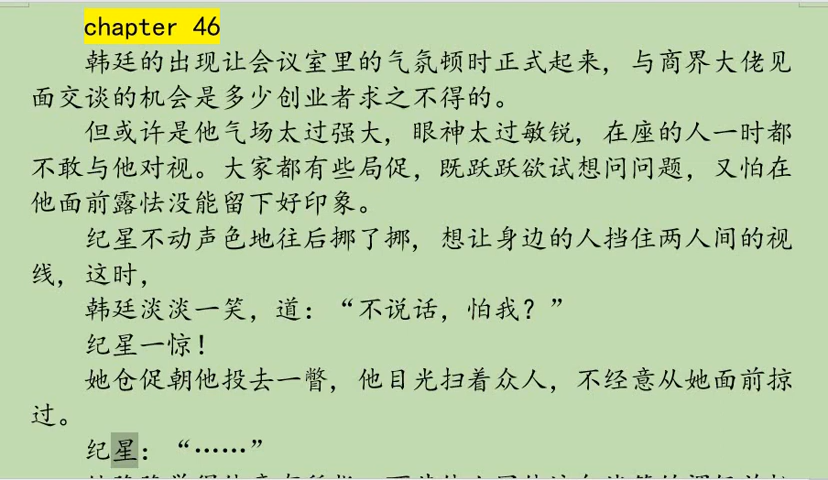 chapter 46
韩廷的出现让会议室里的气氛顿时正式起来，与商界大佬见
面交谈的机会是多少创业者求之不得的。
但或许是他气场太过强大，眼神太过敏锐，在座的人一时都
不敢与他对视。大家都有些局促，既跃跃欲试想问问题，又怕在
他面前露怯没能留下好印象。
纪星不动声色地往后挪了挪，想让身边的人挡住两人间的视
线，这时，
韩廷淡淡一笑，道：“不说话，怕我？”
纪星一惊！
她仓促朝他投去一瞥，他目光扫着众人，不经意从她面前掠
过。
纪星：“……”